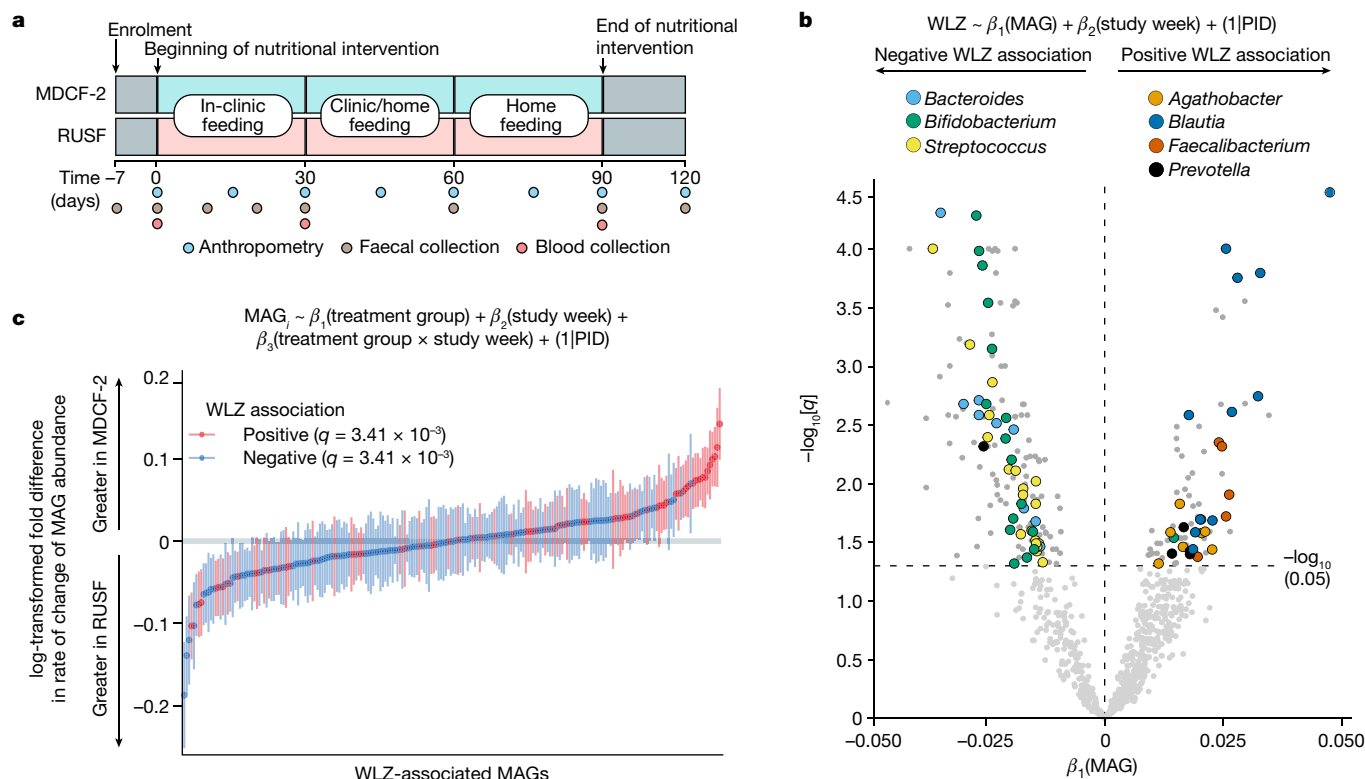 a
Enrolment
Beginning of nutritional intervention
End of nutritional
intervention
MDCF-2
RUSF
In-clinic
feeding
Clinic/home
feeding
Home
feeding
Time
(days)
−7 0 30 60 90 120
Anthropometry Faecal collection Blood collection
b
WLZ ~ β1(MAG) + β2(study week) + (1|PID)
Negative WLZ association Positive WLZ association
Bacteroides
Bifidobacterium
Streptococcus
Agathobacter
Blautia
Faecalibacterium
Prevotella
−log10[q]
4.5
4.0
3.5
3.0
2.5
2.0
1.5
1.0
0.5
0
−log10
(0.05)
−0.050 −0.025 0 0.025 0.050
β1(MAG)
c
MAGi ~ β1(treatment group) + β2(study week) +
β3(treatment group × study week) + (1|PID)
log-transformed fold difference
in rate of change of MAG abundance
Greater in MDCF-2
Greater in RUSF
0.2
0.1
0
−0.1
−0.2
WLZ association
Positive (q = 3.41 × 10⁻³)
Negative (q = 3.41 × 10⁻³)
WLZ-associated MAGs